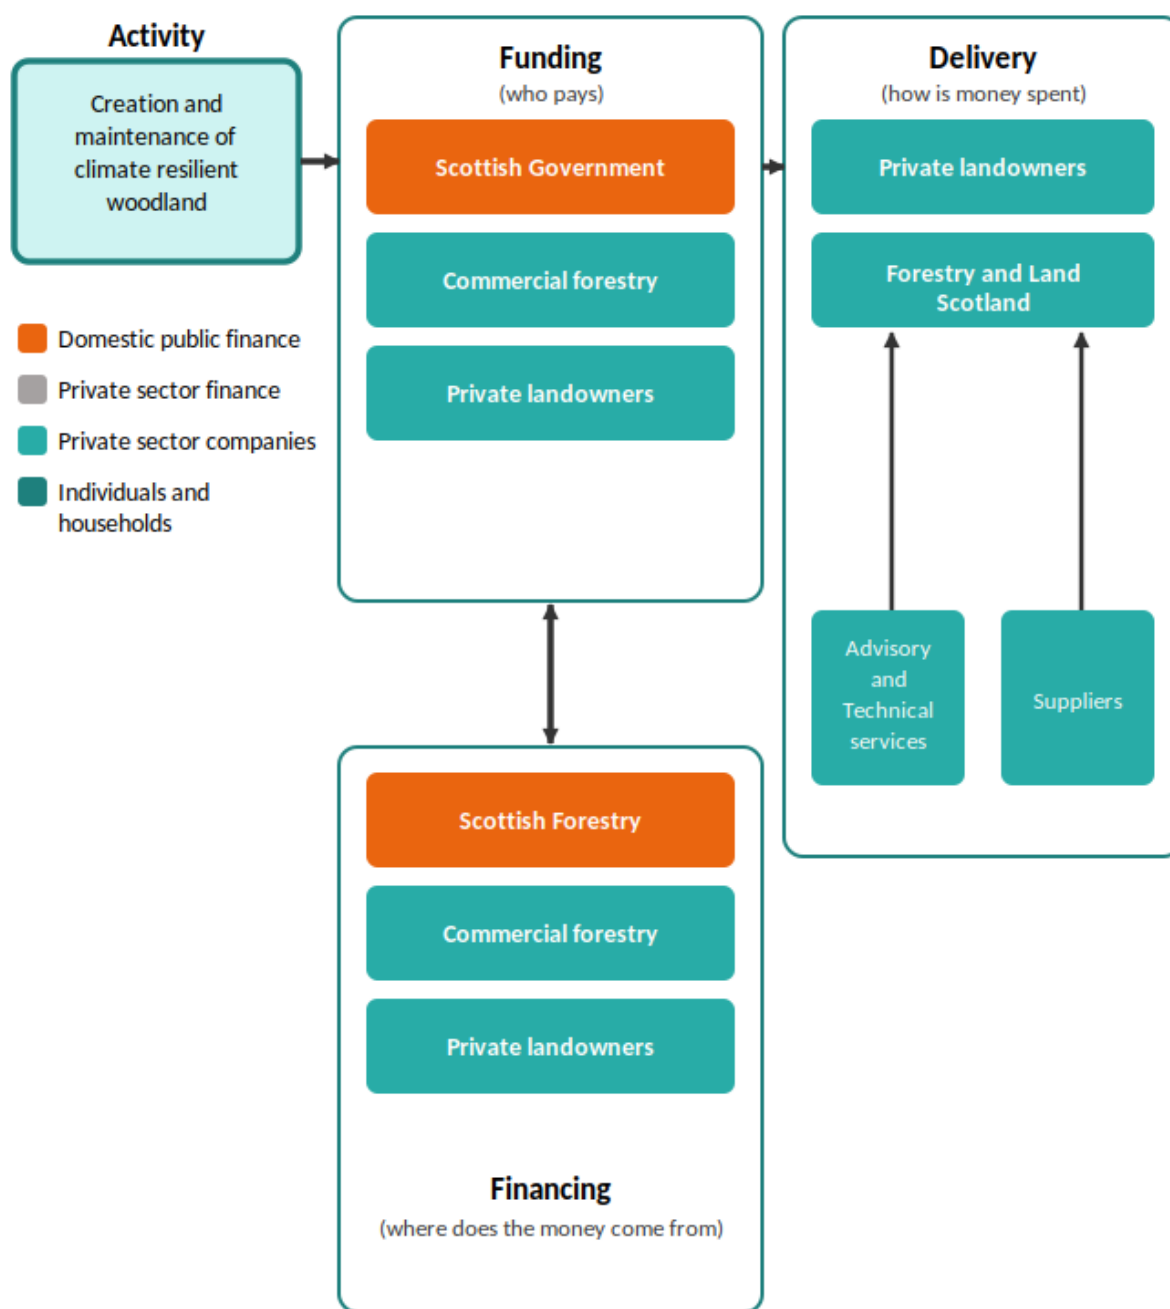 Activity
Creation and
maintenance of
climate resilient
woodland
Domestic public finance
Private sector finance
Private sector companies
Individuals and
households
Funding
(who pays)
Scottish Government
Commercial forestry
Private landowners
Delivery
(how is money spent)
Private landowners
Forestry and Land
Scotland
Advisory
and
Technical
services
Suppliers
Scottish Forestry
Commercial forestry
Private landowners
Financing
(where does the money come from)